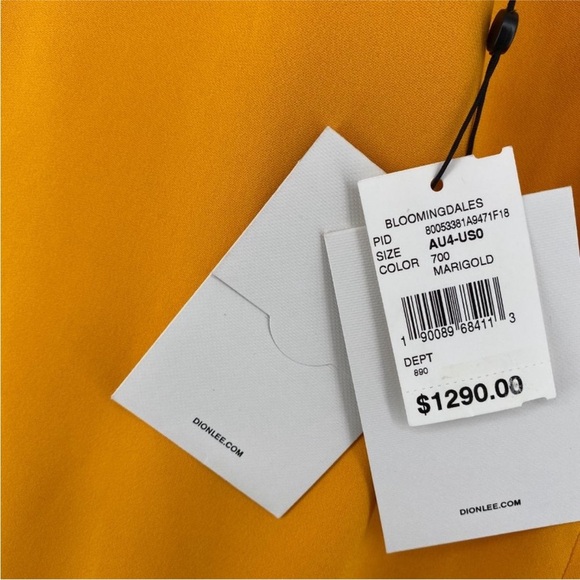 BLOOMINGDALES
PID 80053381A9471F18
SIZE AU4-US0
COLOR 700
MARIGOLD
1 90089 68411 3
DEPT
890
$1290.00
DIONLEE.COM
DIONLEE.COM